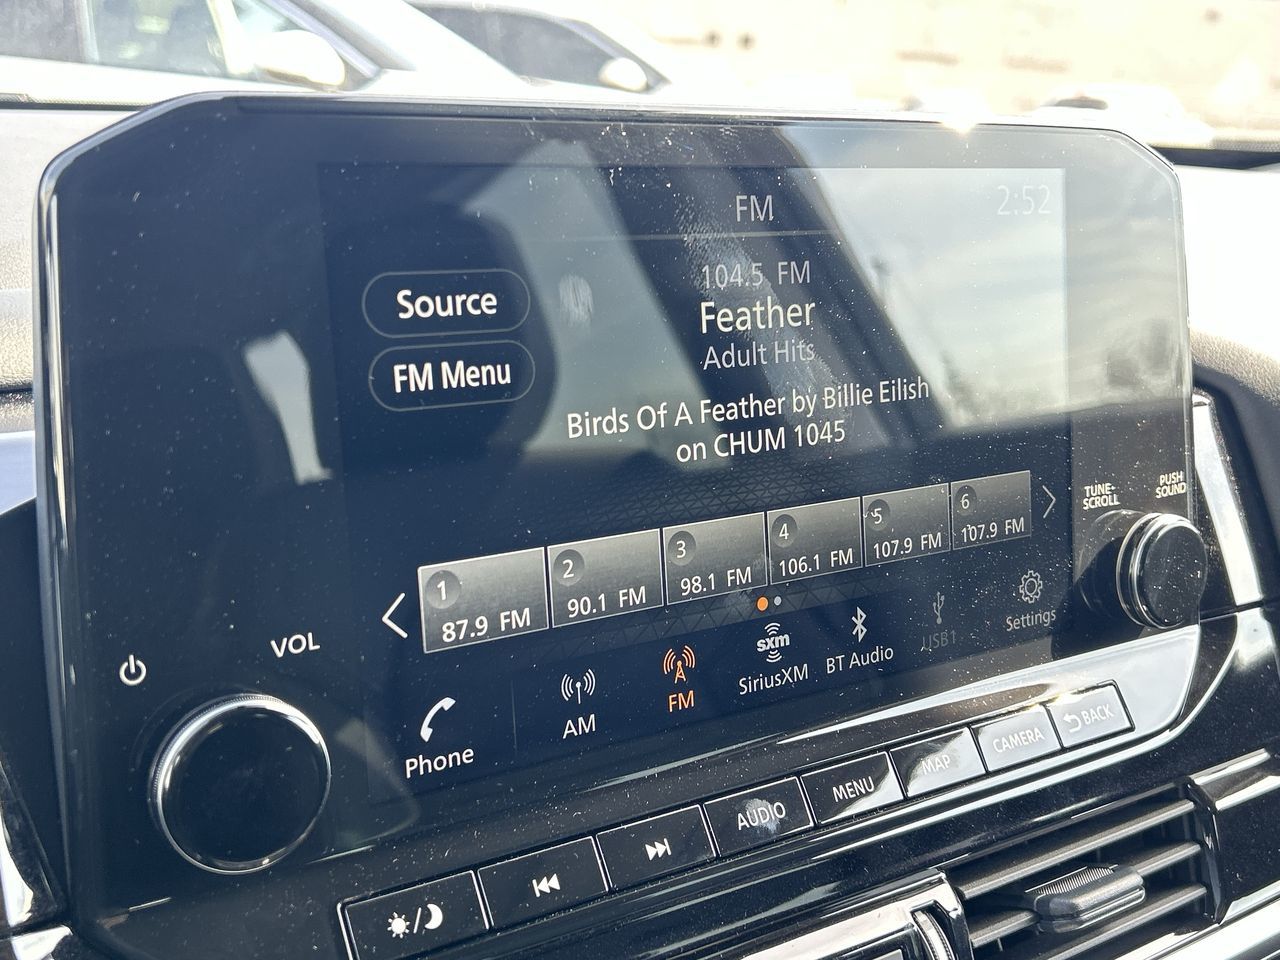 FM
2:52
Source
FM Menu
104.5 FM
Feather
Adult Hits
Birds Of A Feather by Billie Eilish
on CHUM 1045
1
87.9 FM
2
90.1 FM
3
98.1 FM
4
106.1 FM
5
107.9 FM
6
107.9 FM
TUNE-
SCROLL
PUSH
SOUND
VOL
Phone
AM
FM
sxm
SiriusXM
BT Audio
USB1
Settings
AUDIO
MENU
MAP
CAMERA
BACK